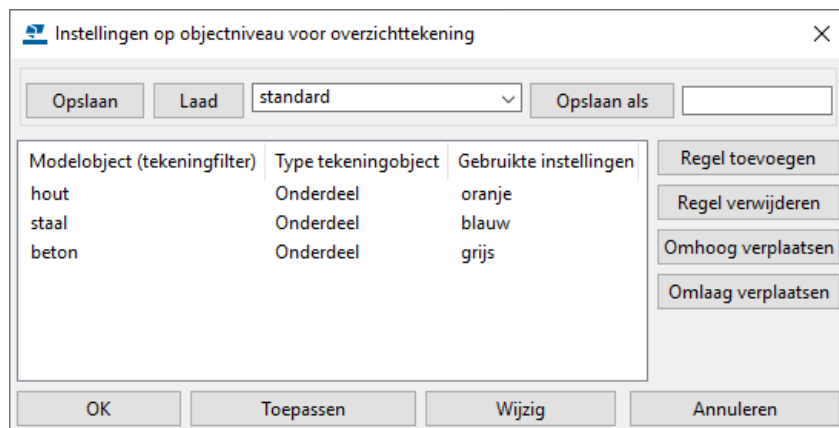 Instellingen op objectniveau voor overzichttekening
Opslaan Laad standard Opslaan als
Modelobject (tekeningfilter) Type tekeningobject Gebruikte instellingen
hout Onderdeel oranje
staal Onderdeel blauw
beton Onderdeel grijs
Regel toevoegen
Regel verwijderen
Omhoog verplaatsen
Omlaag verplaatsen
OK Toepassen Wijzig Annuleren